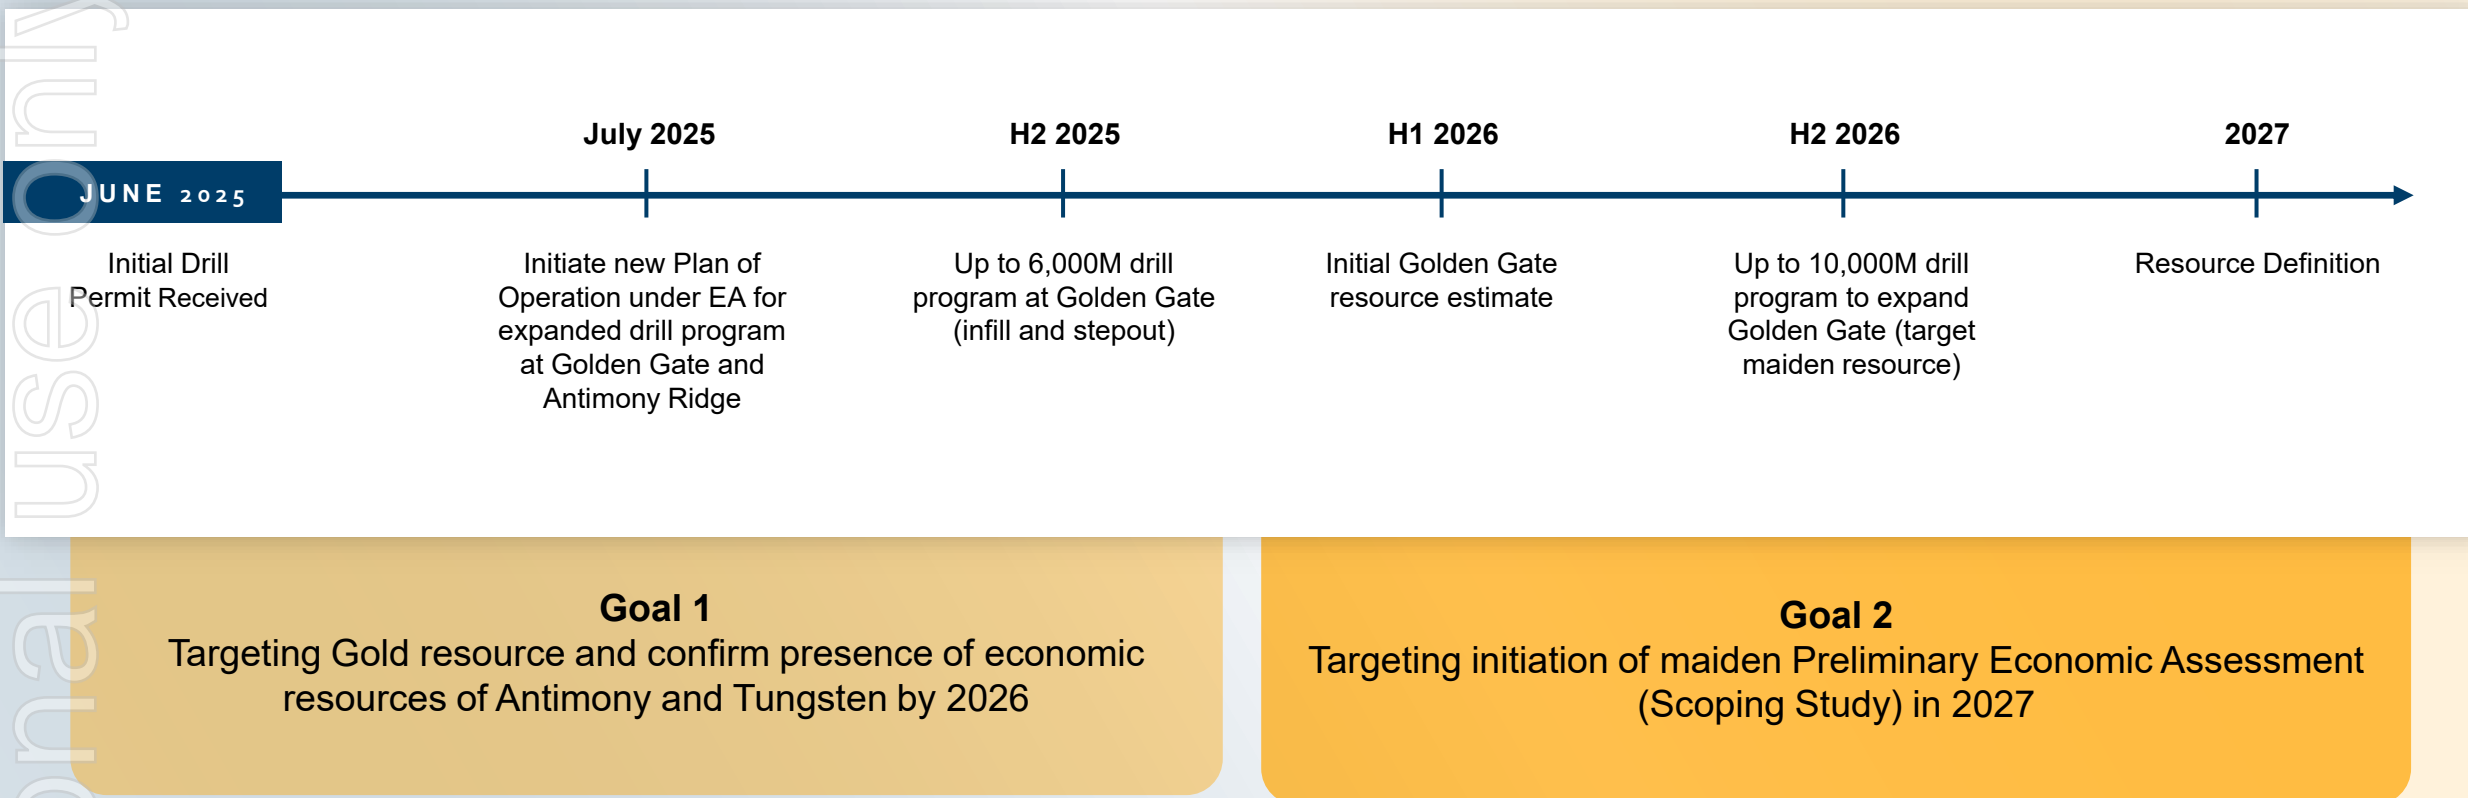 JUNE 2025
Initial Drill
Permit Received
July 2025
Initiate new Plan of
Operation under EA for
expanded drill program
at Golden Gate and
Antimony Ridge
H2 2025
Up to 6,000M drill
program at Golden Gate
(infill and stepout)
H1 2026
Initial Golden Gate
resource estimate
H2 2026
Up to 10,000M drill
program to expand
Golden Gate (target
maiden resource)
2027
Resource Definition
Goal 1
Targeting Gold resource and confirm presence of economic
resources of Antimony and Tungsten by 2026
Goal 2
Targeting initiation of maiden Preliminary Economic Assessment
(Scoping Study) in 2027
onal use only